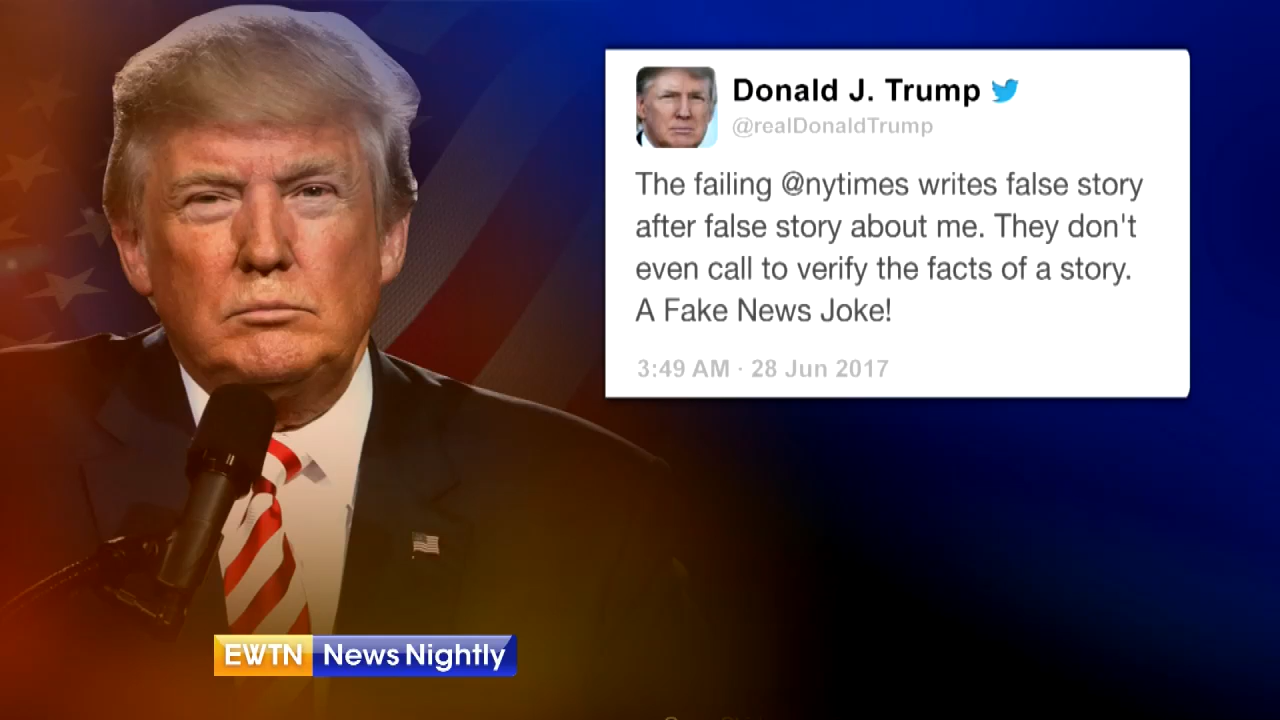 Donald J. Trump
@realDonaldTrump
The failing @nytimes writes false story
after false story about me. They don't
even call to verify the facts of a story.
A Fake News Joke!
3:49 AM · 28 Jun 2017
EWTN News Nightly